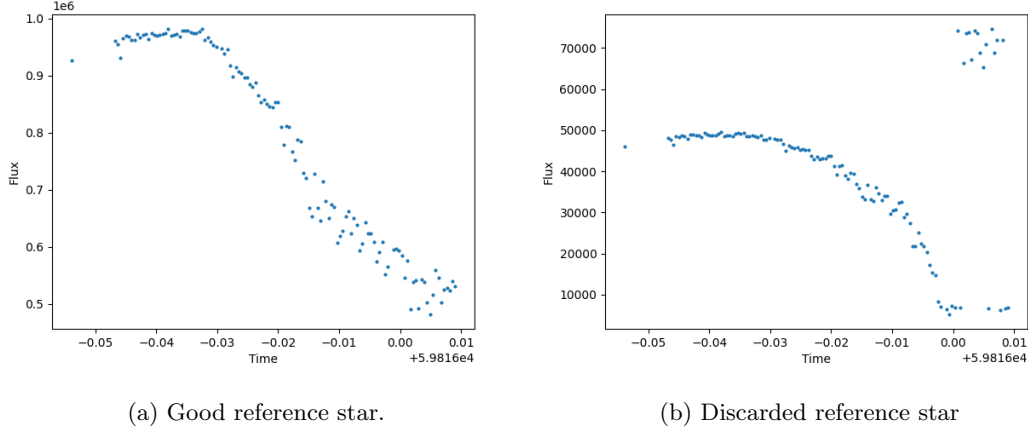 1e6
1.0
0.9
0.8
0.7
0.6
0.5
Flux
−0.05 −0.04 −0.03 −0.02 −0.01 0.00 0.01
Time
+5.9816e4
70000
60000
50000
40000
30000
20000
10000
Flux
−0.05 −0.04 −0.03 −0.02 −0.01 0.00 0.01
Time
+5.9816e4
(a) Good reference star.
(b) Discarded reference star